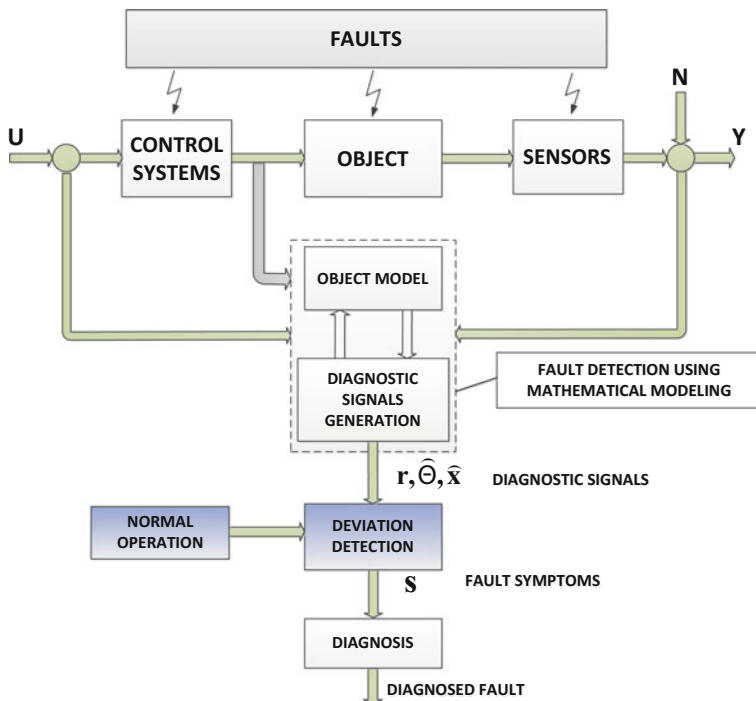 FAULTS
N
U
Y
CONTROL
SYSTEMS
OBJECT
SENSORS
OBJECT MODEL
DIAGNOSTIC
SIGNALS
GENERATION
FAULT DETECTION USING
MATHEMATICAL MODELING
r, Θ̂, x̂
DIAGNOSTIC SIGNALS
NORMAL
OPERATION
DEVIATION
DETECTION
s
FAULT SYMPTOMS
DIAGNOSIS
DIAGNOSED FAULT